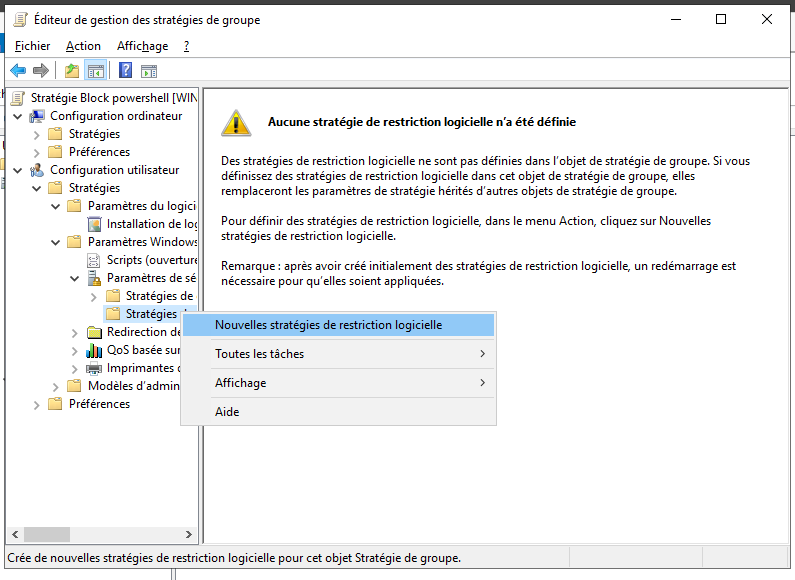 Éditeur de gestion des stratégies de groupe
Fichier Action Affichage ?
Stratégie Block powershell [WIN
Configuration ordinateur
Stratégies
Préférences
Configuration utilisateur
Stratégies
Paramètres du logici
Installation de log
Paramètres Windows
Scripts (ouverture
Paramètres de sé
Stratégies de
Stratégies
Redirection de
QoS basée sur
Imprimantes
Modèles d'admin
Préférences
Aucune stratégie de restriction logicielle n'a été définie
Des stratégies de restriction logicielle ne sont pas définies dans l'objet de stratégie de groupe. Si vous
définissez des stratégies de restriction logicielle dans cet objet de stratégie de groupe, elles
remplaceront les paramètres de stratégie hérités d'autres objets de stratégie de groupe.
Pour définir des stratégies de restriction logicielle, dans le menu Action, cliquez sur Nouvelles
stratégies de restriction logicielle.
Remarque : après avoir créé initialement des stratégies de restriction logicielle, un redémarrage est
nécessaire pour qu'elles soient appliquées.
Nouvelles stratégies de restriction logicielle
Toutes les tâches
Affichage
Aide
Crée de nouvelles stratégies de restriction logicielle pour cet objet Stratégie de groupe.